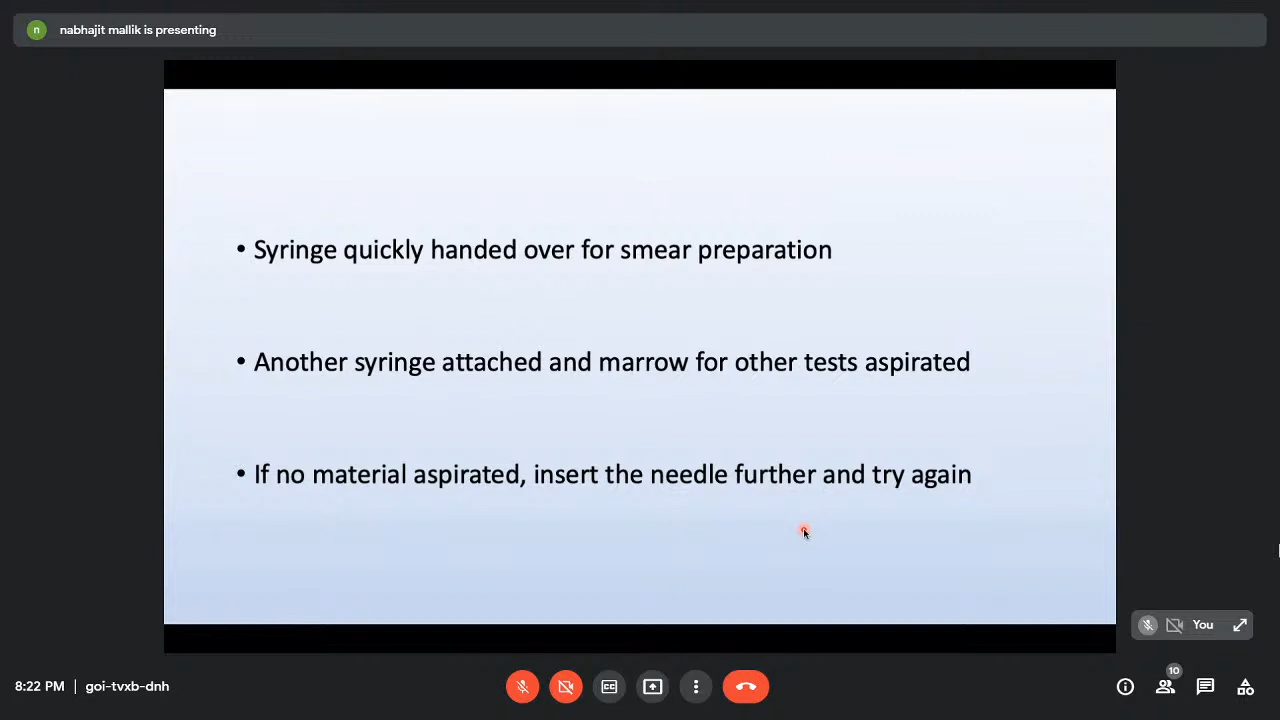 n
nabhajit mallik is presenting
• Syringe quickly handed over for smear preparation
• Another syringe attached and marrow for other tests aspirated
• If no material aspirated, insert the needle further and try again
You
10
8:22 PM | goi-tvxb-dnh
CC